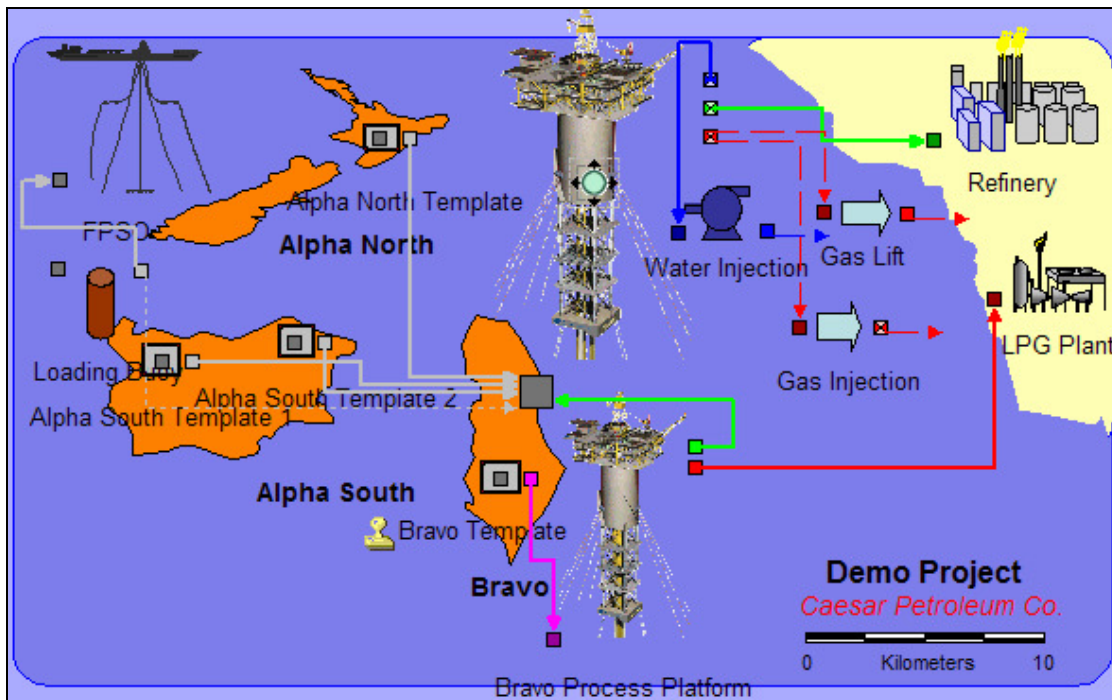 FPSO
Alpha North Template
Alpha North
Refinery
Water Injection
Gas Lift
LPG Plant
Gas Injection
Loading Buoy
Alpha South Template 2
Alpha South Template 1
Alpha South
Bravo Template
Bravo
Bravo Process Platform
Demo Project
Caesar Petroleum Co.
0 Kilometers 10